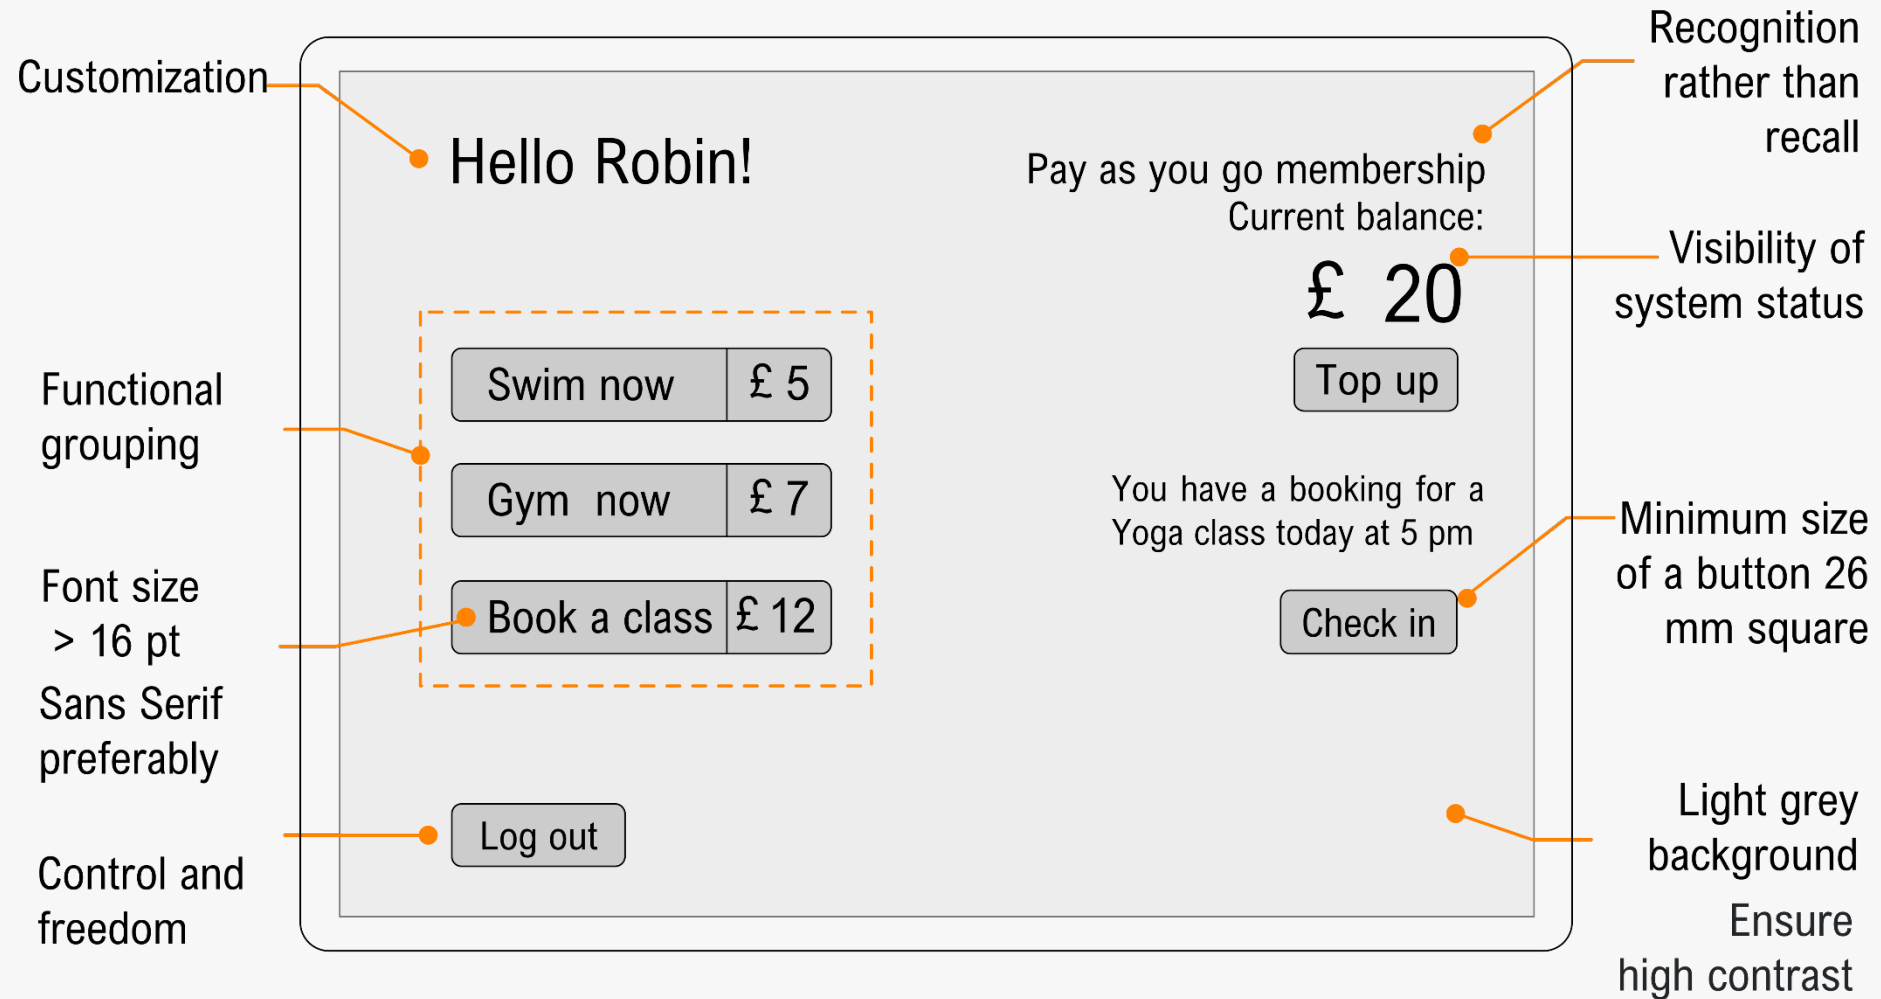 Customization
Hello Robin!
Recognition
rather than
recall
Pay as you go membership
Current balance:
£ 20
Visibility of
system status
Top up
Functional
grouping
Swim now £ 5
Gym now £ 7
Book a class £ 12
You have a booking for a
Yoga class today at 5 pm
Check in
Minimum size
of a button 26
mm square
Font size
> 16 pt
Sans Serif
preferably
Log out
Control and
freedom
Light grey
background
Ensure
high contrast